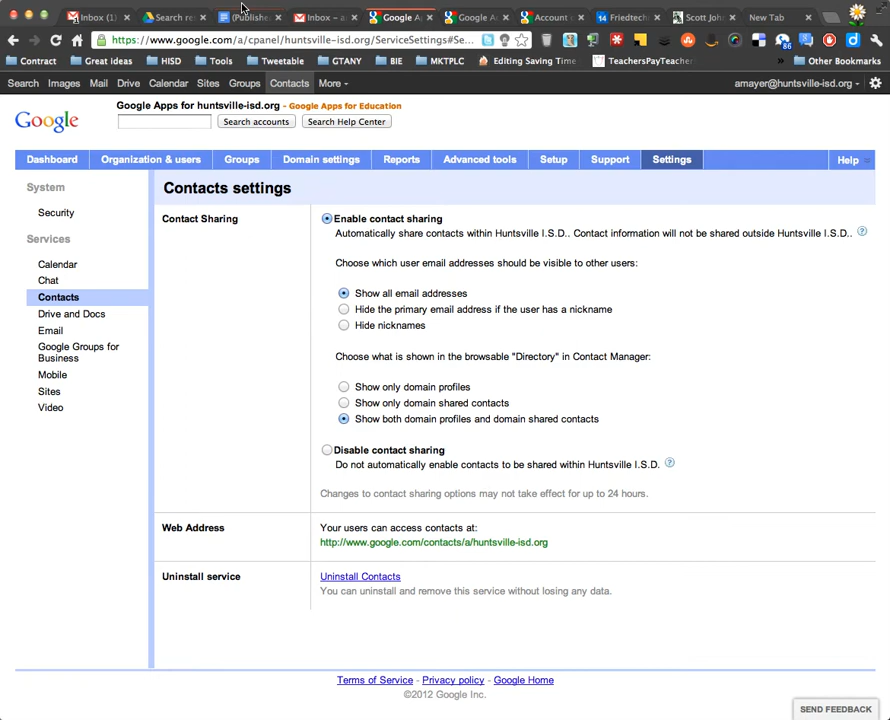 Inbox (1)
Search re
(Publishe
Inbox – a
Google A
Google A
Account
14 Friedtech
Scott Joh
New Tab
https://www.google.com/a/cpanel/huntsville-isd.org/ServiceSettings#Se...
86
Contract Great ideas HISD Tools Tweetable GTANY BIE MKTPLC Editing Saving Time TeachersPayTeacher » Other Bookmarks
Search Images Mail Drive Calendar Sites Groups Contacts More amayer@huntsville-isd.org
Google
Google Apps for huntsville-isd.org - Google Apps for Education
Search accounts Search Help Center
Dashboard Organization & users Groups Domain settings Reports Advanced tools Setup Support Settings Help
System
Security
Services
Calendar
Chat
Contacts
Drive and Docs
Email
Google Groups for
Business
Mobile
Sites
Video
Contacts settings
Contact Sharing
Enable contact sharing
Automatically share contacts within Huntsville I.S.D.. Contact information will not be shared outside Huntsville I.S.D.. ?
Choose which user email addresses should be visible to other users:
Show all email addresses
Hide the primary email address if the user has a nickname
Hide nicknames
Choose what is shown in the browsable "Directory" in Contact Manager:
Show only domain profiles
Show only domain shared contacts
Show both domain profiles and domain shared contacts
Disable contact sharing
Do not automatically enable contacts to be shared within Huntsville I.S.D. ?
Changes to contact sharing options may not take effect for up to 24 hours.
Web Address
Your users can access contacts at:
http://www.google.com/contacts/a/huntsville-isd.org
Uninstall service
Uninstall Contacts
You can uninstall and remove this service without losing any data.
Terms of Service - Privacy policy - Google Home
©2012 Google Inc.
SEND FEEDBACK